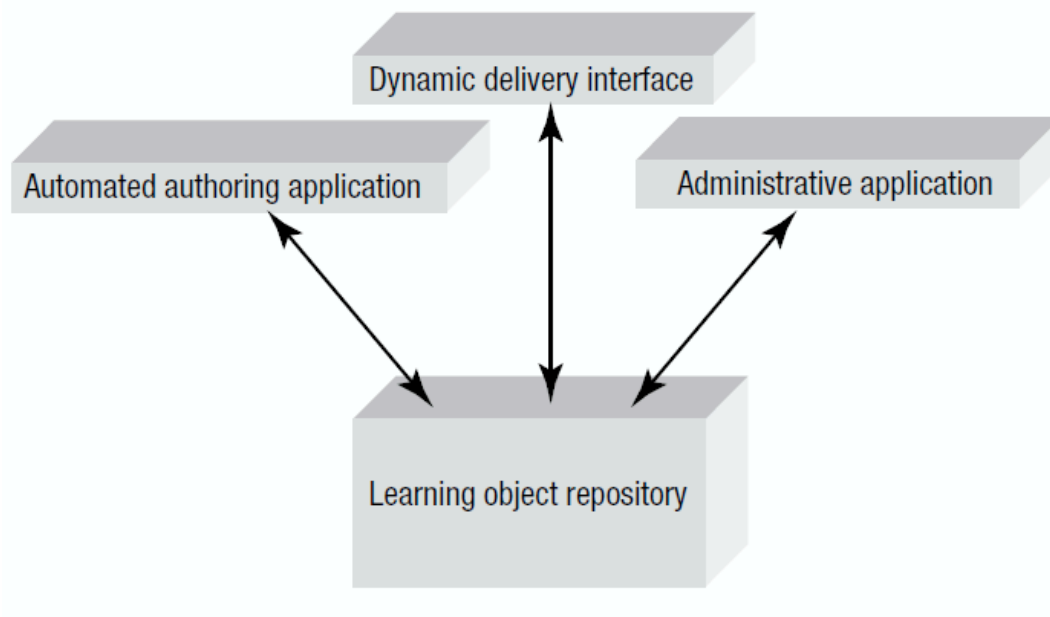 Dynamic delivery interface
Automated authoring application
Administrative application
Learning object repository